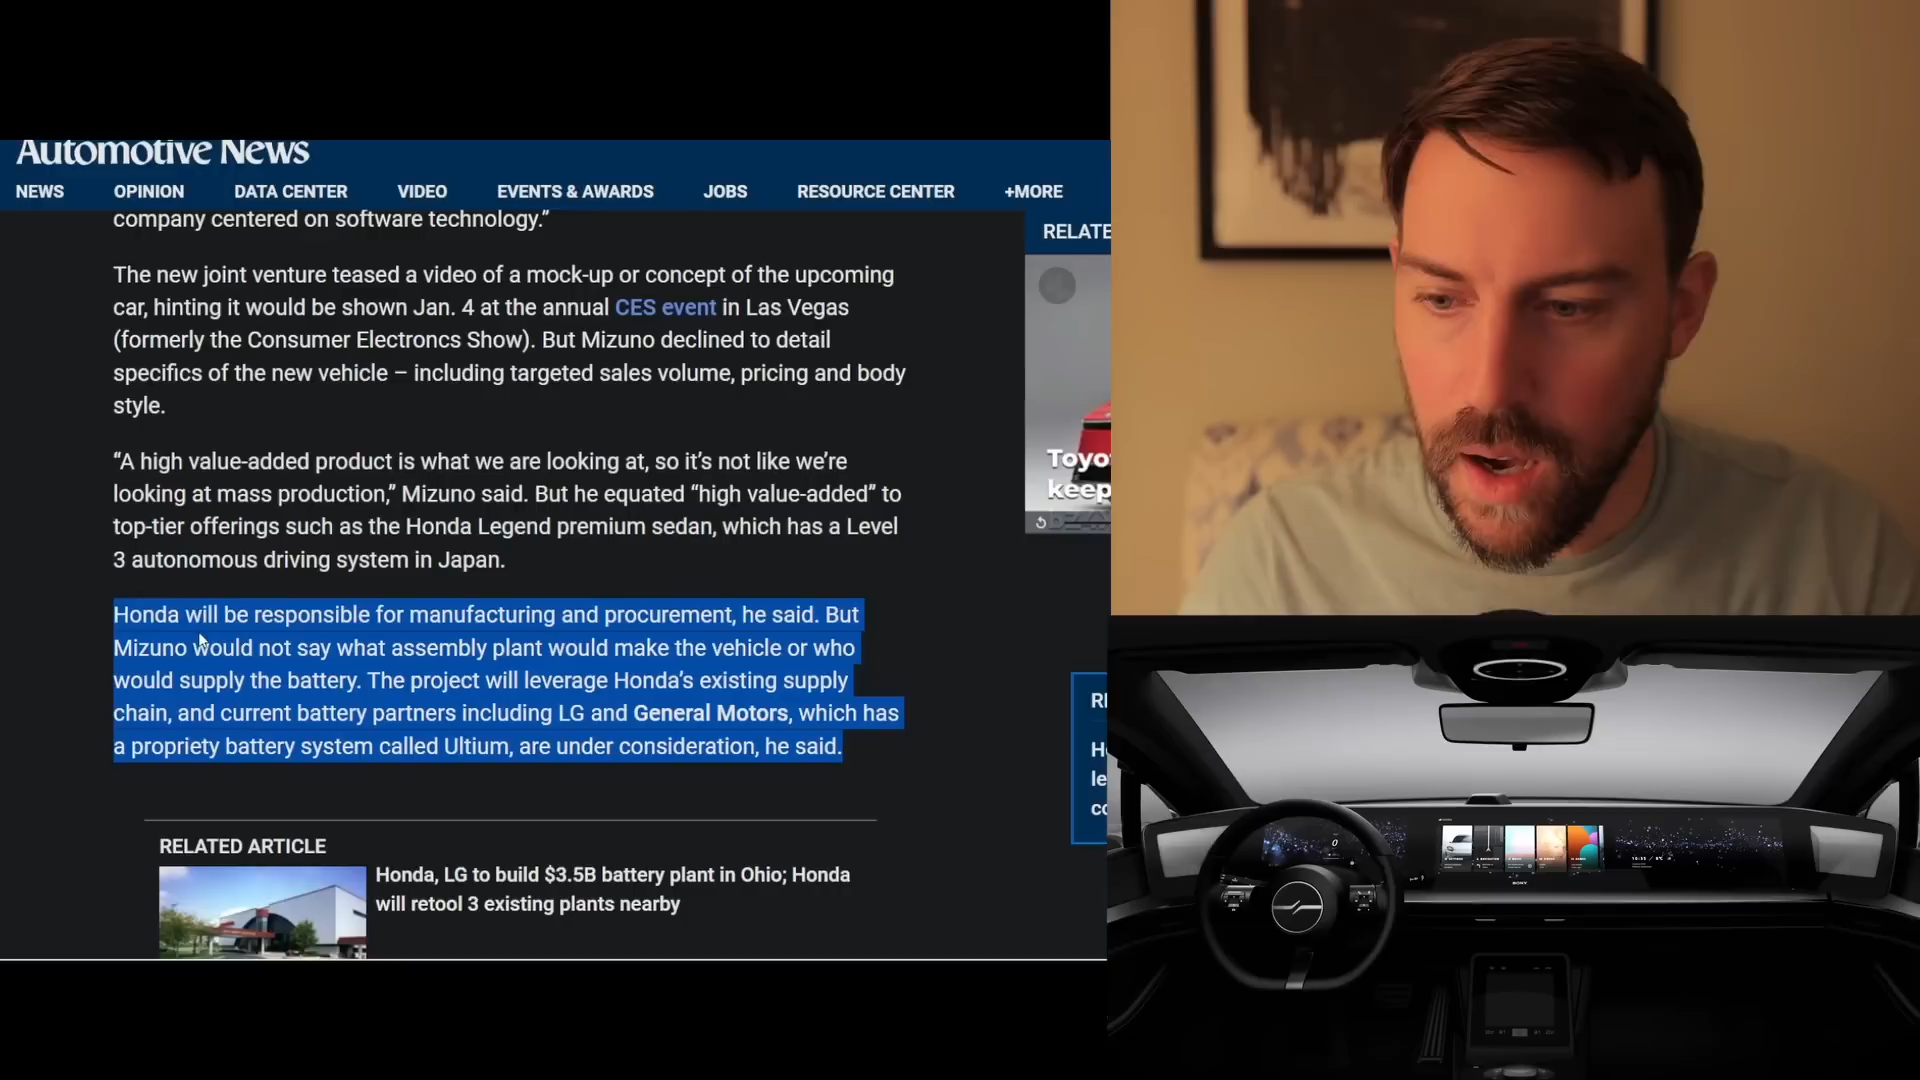 Automotive News
NEWS OPINION DATA CENTER VIDEO EVENTS & AWARDS JOBS RESOURCE CENTER +MORE
company centered on software technology.”
The new joint venture teased a video of a mock-up or concept of the upcoming
car, hinting it would be shown Jan. 4 at the annual CES event in Las Vegas
(formerly the Consumer Electroncs Show). But Mizuno declined to detail
specifics of the new vehicle – including targeted sales volume, pricing and body
style.
“A high value-added product is what we are looking at, so it’s not like we’re
looking at mass production,” Mizuno said. But he equated “high value-added” to
top-tier offerings such as the Honda Legend premium sedan, which has a Level
3 autonomous driving system in Japan.
Honda will be responsible for manufacturing and procurement, he said. But
Mizuno would not say what assembly plant would make the vehicle or who
would supply the battery. The project will leverage Honda’s existing supply
chain, and current battery partners including LG and General Motors, which has
a propriety battery system called Ultium, are under consideration, he said.
RELATED ARTICLE
Honda, LG to build $3.5B battery plant in Ohio; Honda
will retool 3 existing plants nearby
RELATE
Toyo
keep
SONY